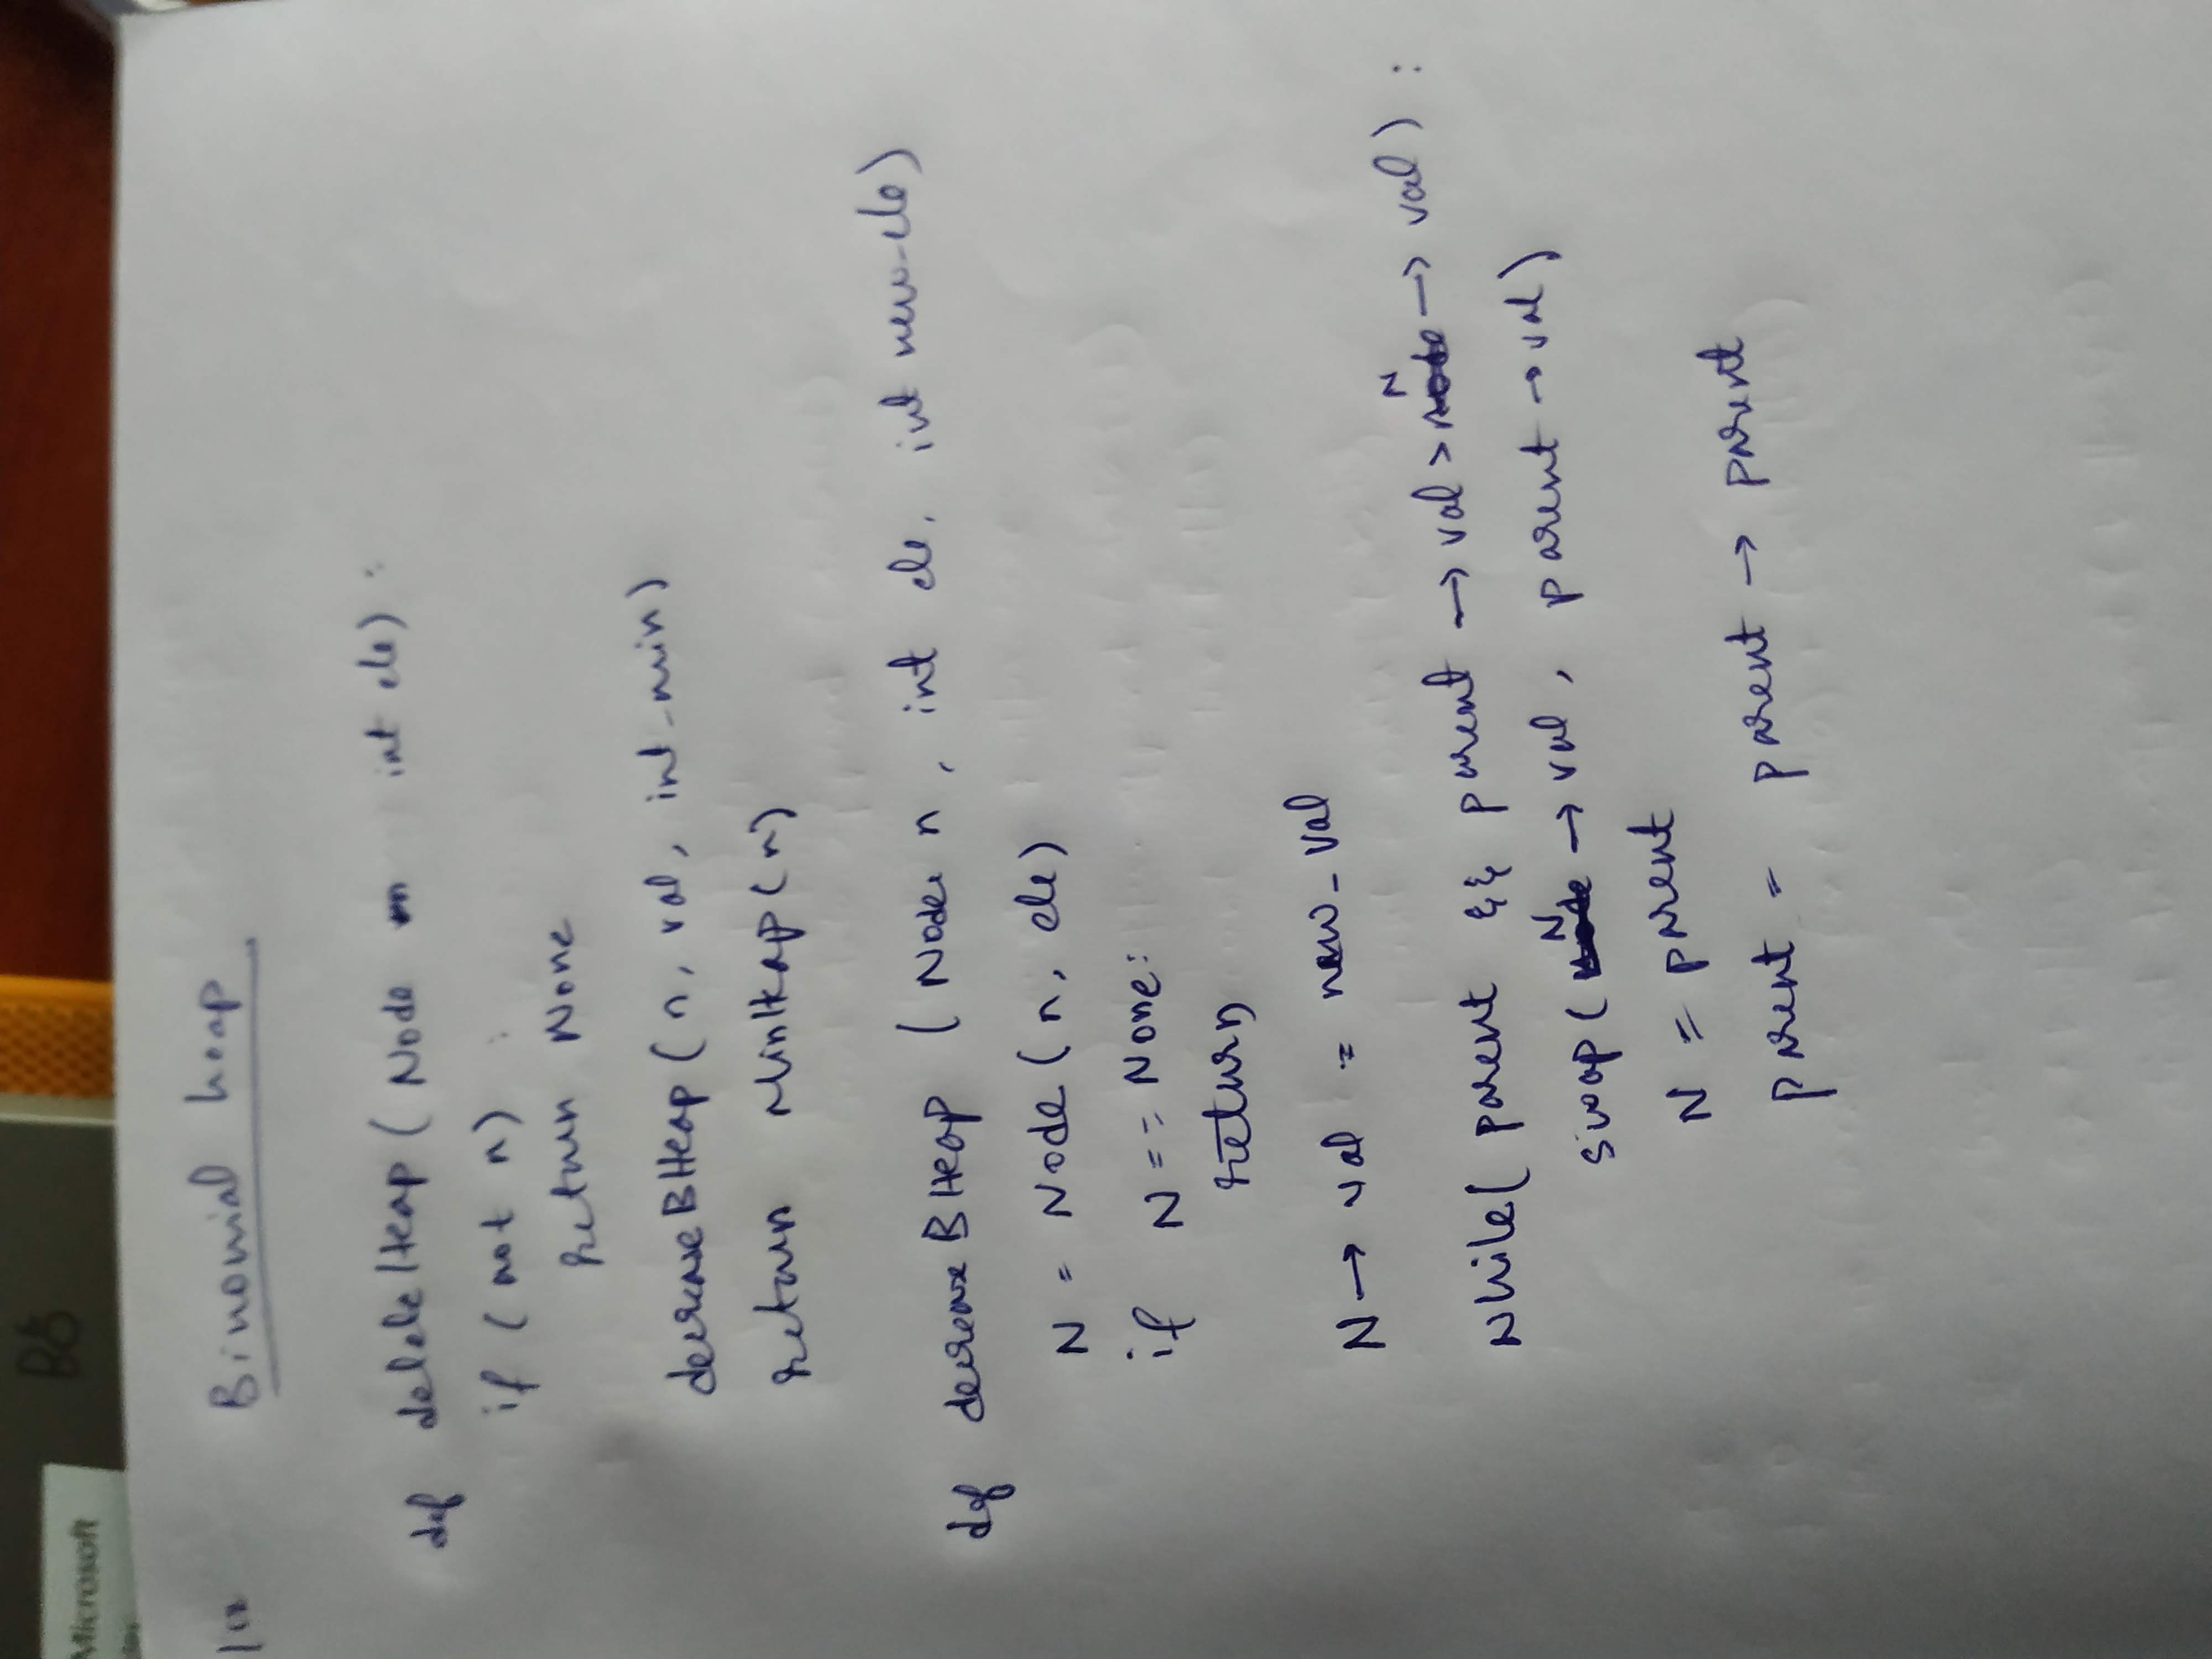 Binomial heap
def deleteHeap(Node n int ele):
if (not n)
return None
decreaseBHeap(n, val, int_min)
return MinHeap(n)
def decreaseBHeap (Node n, int ele, int new_ele)
N = Node(n, ele)
if N == None:
return
N → val = new_val
while(parent && parent → val > N → val):
swap(N → val, parent → val)
N = parent
parent = parent → parent
Microsoft